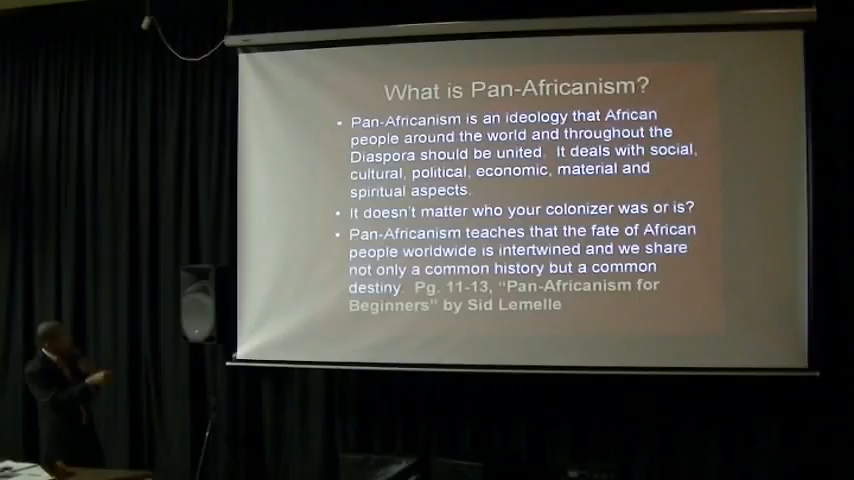 What is Pan-Africanism?
• Pan-Africanism is an ideology that African
people around the world and throughout the
Diaspora should be united. It deals with social,
cultural, political, economic, material and
spiritual aspects.
• It doesn't matter who your colonizer was or is?
• Pan-Africanism teaches that the fate of African
people worldwide is intertwined and we share
not only a common history but a common
destiny. Pg. 11-13, "Pan-Africanism for
Beginners" by Sid Lemelle